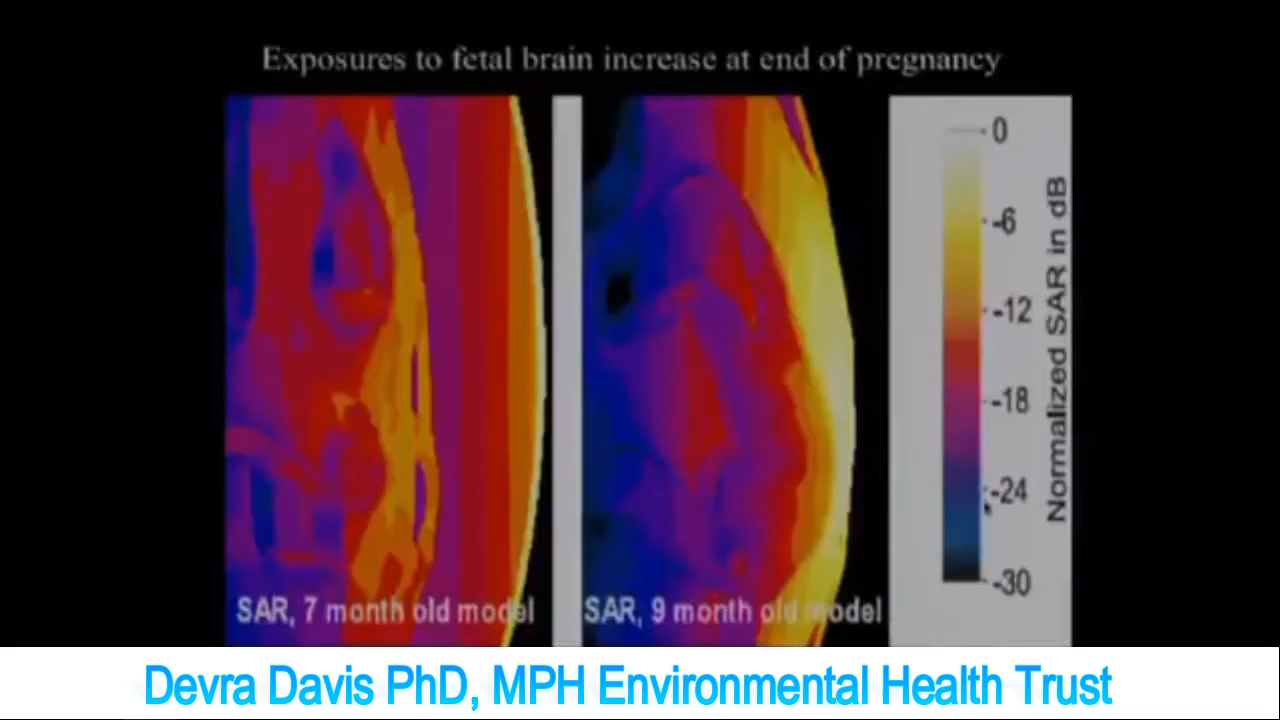 Exposures to fetal brain increase at end of pregnancy
0
-6
-12
-18
-24
-30
Normalized SAR in dB
SAR, 7 month old model
SAR, 9 month old model
Devra Davis PhD, MPH Environmental Health Trust